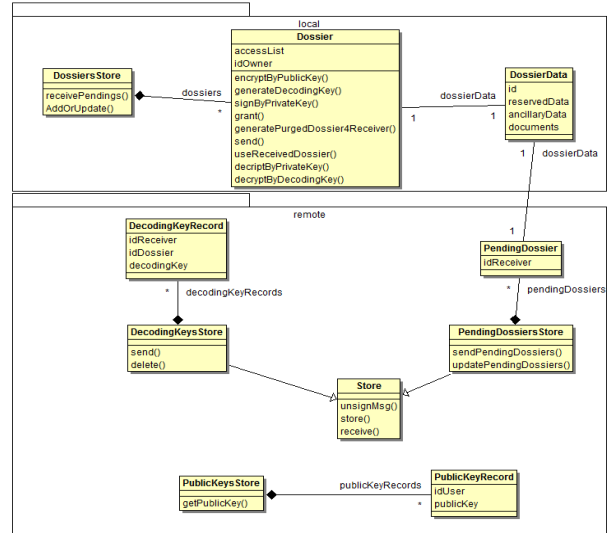 local
Dossier
accessList
idOwner
encryptByPublicKey()
generateDecodingKey()
signByPrivateKey()
grant()
generatePurgedDossier4Receiver()
send()
useReceivedDossier()
decriptByPrivateKey()
decryptByDecodingKey()
DossiersStore
receivePendings()
AddOrUpdate()
dossiers
*
dossierData
1
1
DossierData
id
reservedData
ancillaryData
documents
1
dossierData
remote
1
DecodingKeyRecord
idReceiver
idDossier
decodingKey
*
decodingKeyRecords
PendingDossier
idReceiver
*
pendingDossiers
DecodingKeysStore
send()
delete()
PendingDossiersStore
sendPendingDossiers()
updatePendingDossiers()
Store
unsignMsg()
store()
receive()
PublicKeysStore
getPublicKey()
publicKeyRecords
*
PublicKeyRecord
idUser
publicKey